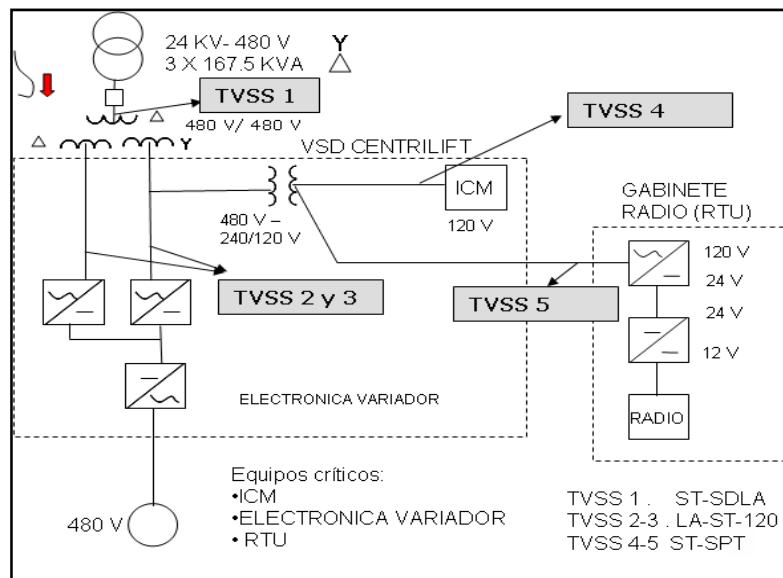 24 KV- 480 V Y
3 X 167.5 KVA △
TVSS 1
△
480 V/ 480 V
△ Y
TVSS 4
VSD CENTRILIFT
ICM
480 V –
240/120 V
120 V
GABINETE
RADIO (RTU)
120 V
24 V
24 V
12 V
TVSS 2 y 3
TVSS 5
ELECTRONICA VARIADOR
RADIO
480 V
Equipos críticos:
•ICM
•ELECTRONICA VARIADOR
• RTU
TVSS 1 . ST-SDLA
TVSS 2-3 . LA-ST-120
TVSS 4-5 ST-SPT